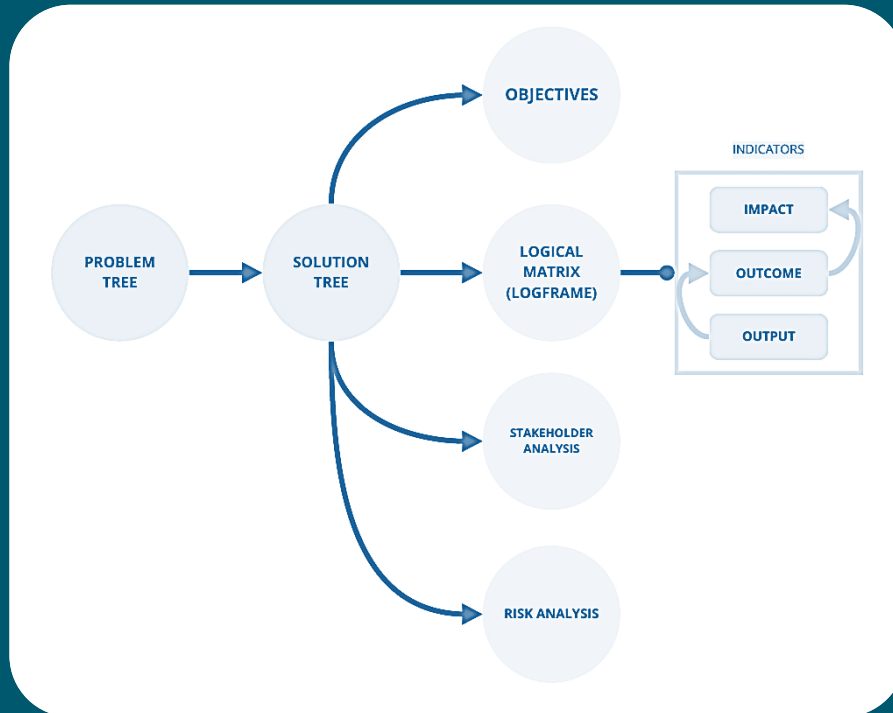 OBJECTIVES
INDICATORS
IMPACT
PROBLEM
TREE
SOLUTION
TREE
LOGICAL
MATRIX
(LOGFRAME)
OUTCOME
OUTPUT
STAKEHOLDER
ANALYSIS
RISK ANALYSIS